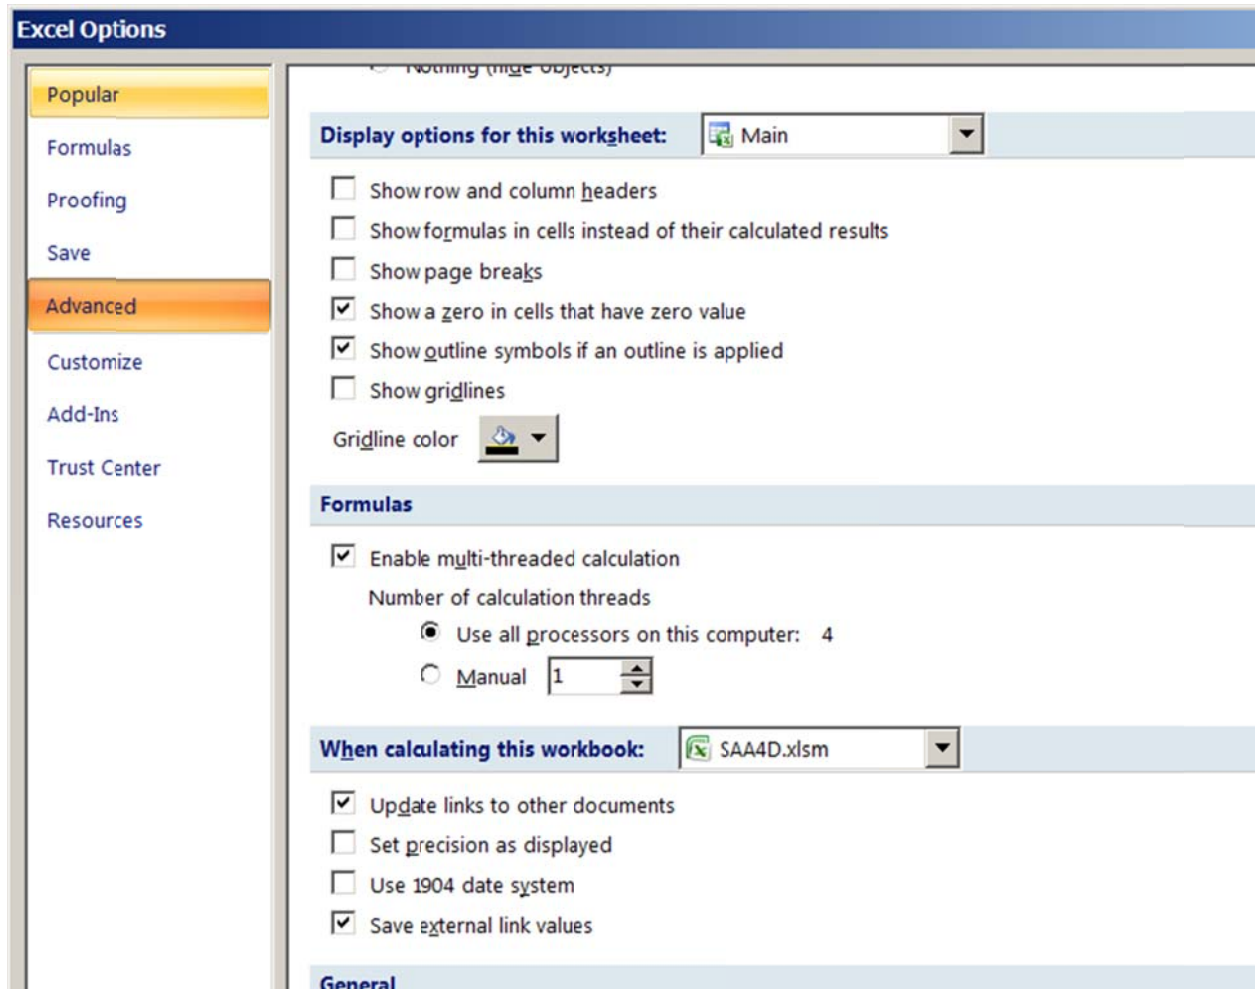 Excel Options
Popular
Formulas
Proofing
Save
Advanced
Customize
Add-Ins
Trust Center
Resources
Nothing (hide objects)
Display options for this worksheet: Main
Show row and column headers
Show formulas in cells instead of their calculated results
Show page breaks
Show a zero in cells that have zero value
Show outline symbols if an outline is applied
Show gridlines
Gridline color
Formulas
Enable multi-threaded calculation
Number of calculation threads
Use all processors on this computer: 4
Manual 1
When calculating this workbook: SAA4D.xlsm
Update links to other documents
Set precision as displayed
Use 1904 date system
Save external link values
General